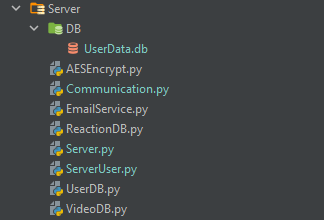 Server
DB
UserData.db
AESEncrypt.py
Communication.py
EmailService.py
ReactionDB.py
Server.py
ServerUser.py
UserDB.py
VideoDB.py